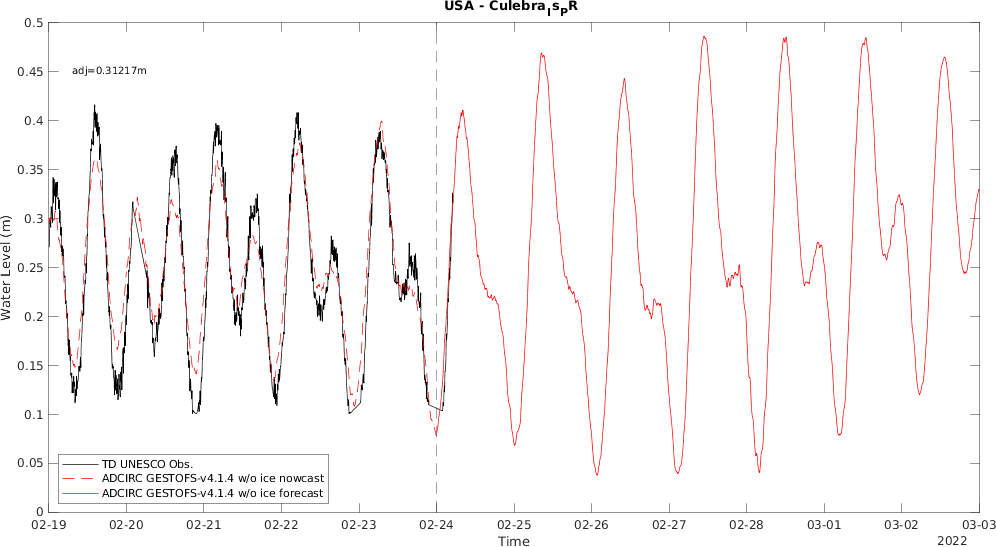 USA - Culebra_Is_PR
0.5
0.45
0.4
0.35
0.3
0.25
0.2
0.15
0.1
0.05
0
Water Level (m)
adj=0.31217m
TD UNESCO Obs.
ADCIRC GESTOFS-v4.1.4 w/o ice nowcast
ADCIRC GESTOFS-v4.1.4 w/o ice forecast
02-19 02-20 02-21 02-22 02-23 02-24 02-25 02-26 02-27 02-28 03-01 03-02 03-03
Time
2022